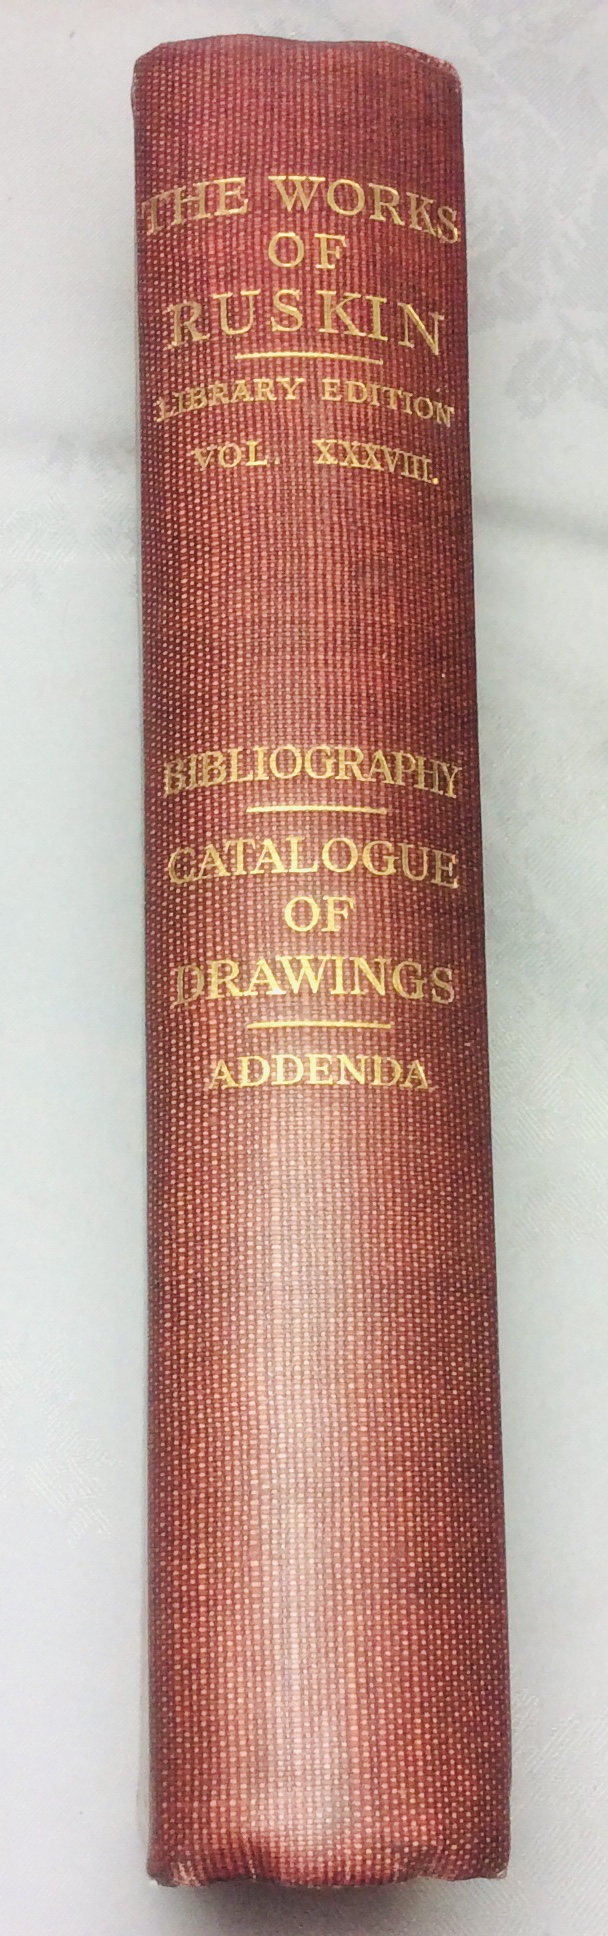 THE WORKS
OF
RUSKIN
LIBRARY EDITION
VOL. XXXVIII.
BIBLIOGRAPHY
CATALOGUE
OF
DRAWINGS
ADDENDA